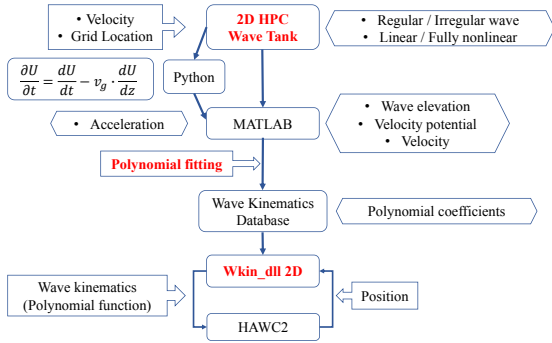 • Velocity
• Grid Location
2D HPC
Wave Tank
• Regular / Irregular wave
• Linear / Fully nonlinear
∂U/∂t = dU/dt − v_g · dU/dz
Python
• Acceleration
MATLAB
• Wave elevation
• Velocity potential
• Velocity
Polynomial fitting
Wave Kinematics
Database
Polynomial coefficients
Wkin_dll 2D
Wave kinematics
(Polynomial function)
Position
HAWC2